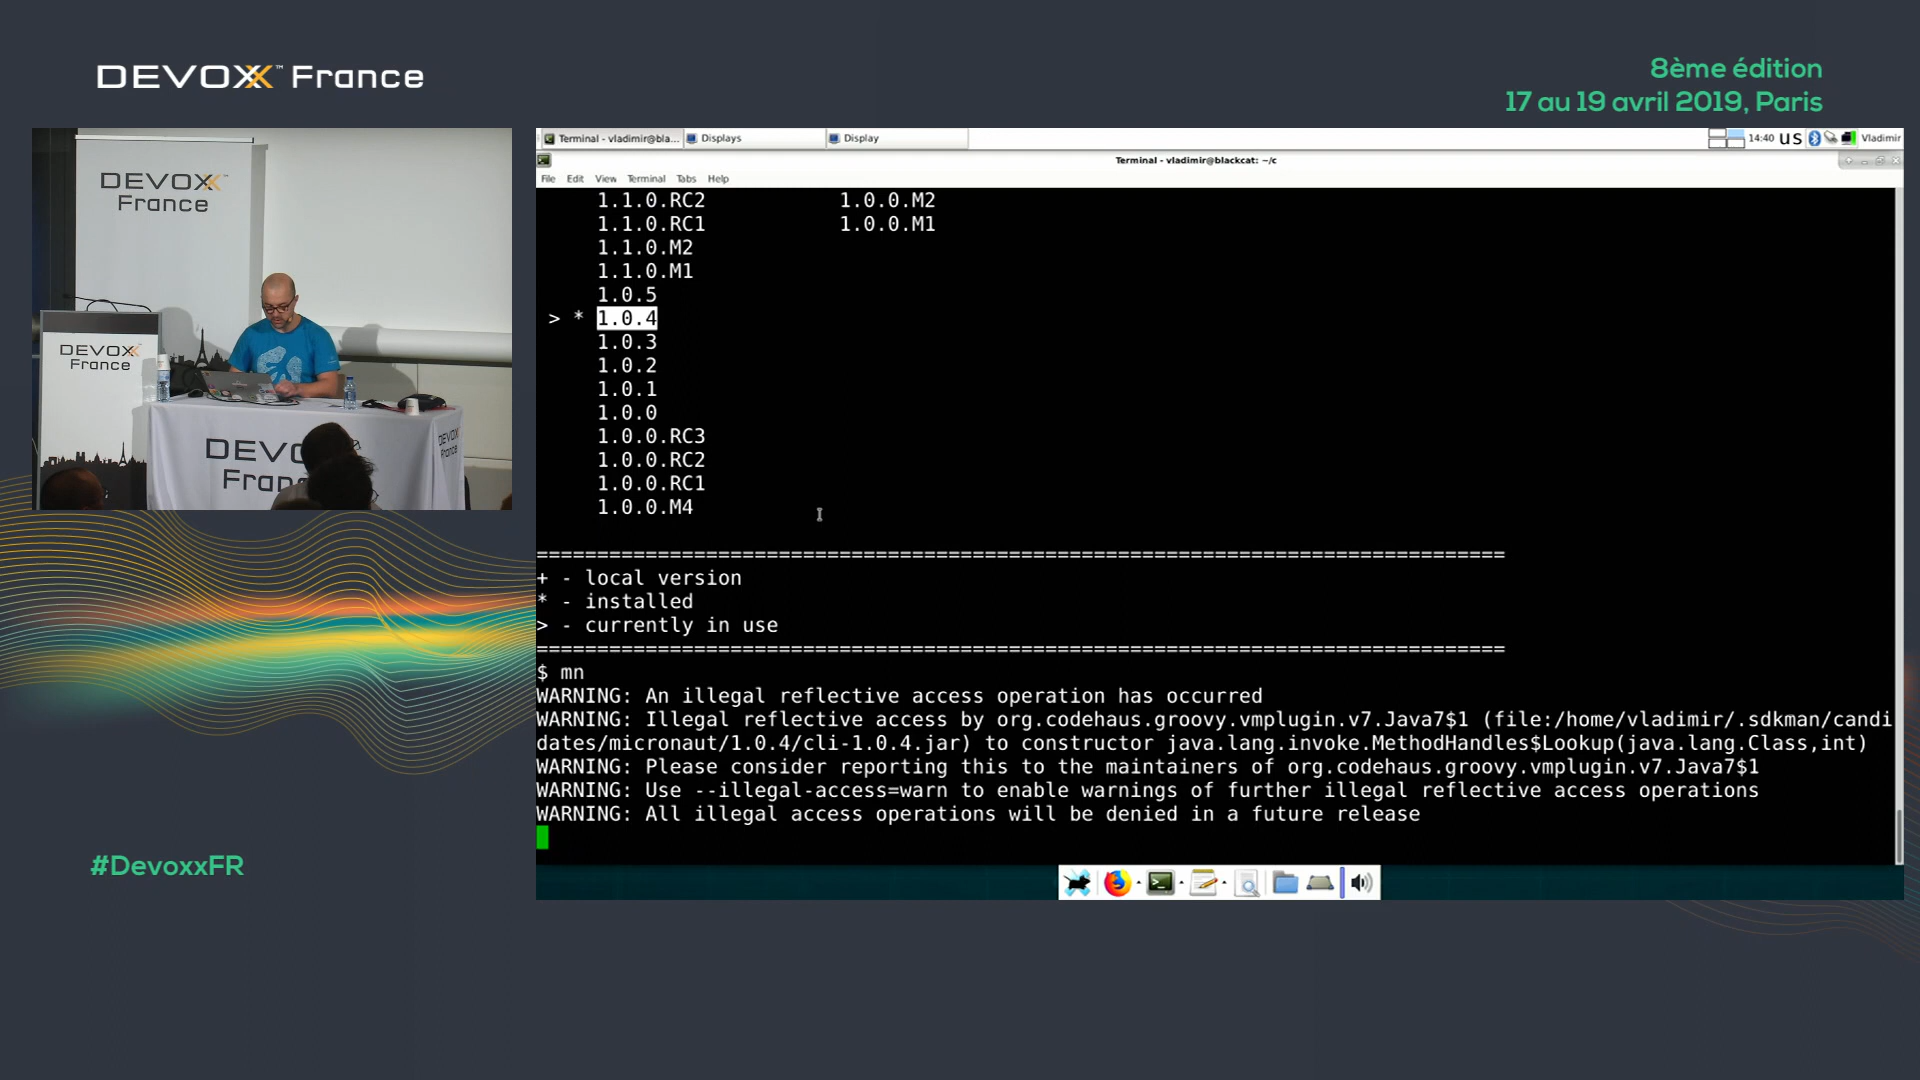 DEVOXX™ France
8ème édition
17 au 19 avril 2019, Paris
DEVOXX™
France
DEVOXX
France
DEVO
Fran
DEVOX
France
Terminal - vladimir@bla...
Displays
Display
14:40 US
Vladimir
Terminal - vladimir@blackcat: ~/c
File Edit View Terminal Tabs Help
1.1.0.RC2 1.0.0.M2
1.1.0.RC1 1.0.0.M1
1.1.0.M2
1.1.0.M1
1.0.5
> * 1.0.4
1.0.3
1.0.2
1.0.1
1.0.0
1.0.0.RC3
1.0.0.RC2
1.0.0.RC1
1.0.0.M4
================================================================================
+ - local version
* - installed
> - currently in use
================================================================================
$ mn
WARNING: An illegal reflective access operation has occurred
WARNING: Illegal reflective access by org.codehaus.groovy.vmplugin.v7.Java7$1 (file:/home/vladimir/.sdkman/candi
dates/micronaut/1.0.4/cli-1.0.4.jar) to constructor java.lang.invoke.MethodHandles$Lookup(java.lang.Class,int)
WARNING: Please consider reporting this to the maintainers of org.codehaus.groovy.vmplugin.v7.Java7$1
WARNING: Use --illegal-access=warn to enable warnings of further illegal reflective access operations
WARNING: All illegal access operations will be denied in a future release
#DevoxxFR